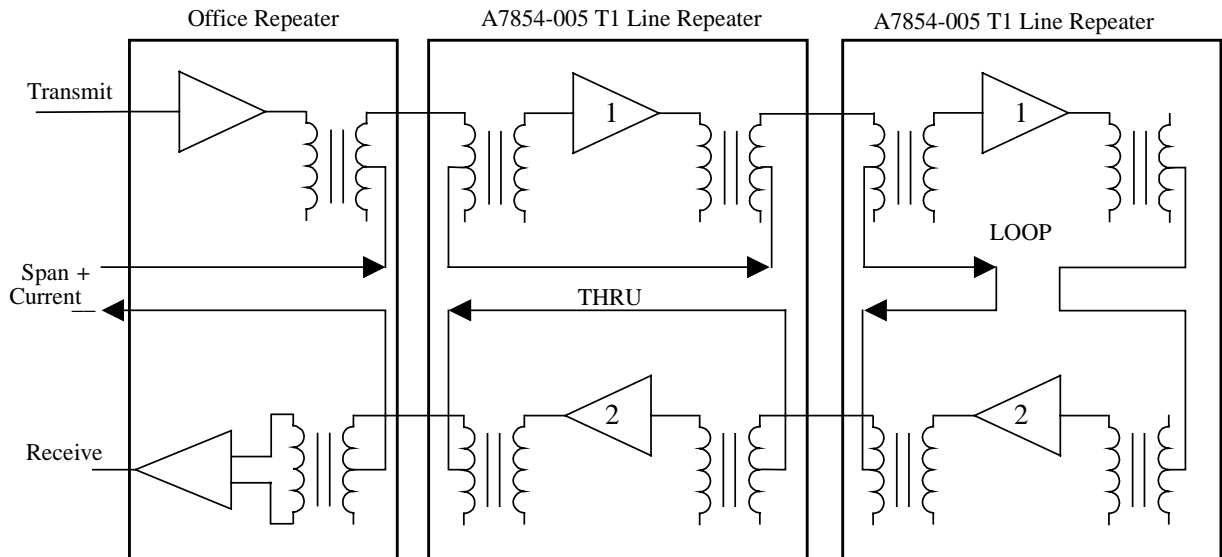 Office Repeater
A7854-005 T1 Line Repeater
A7854-005 T1 Line Repeater
Transmit
1
1
LOOP
Span +
Current
__
THRU
2
2
Receive